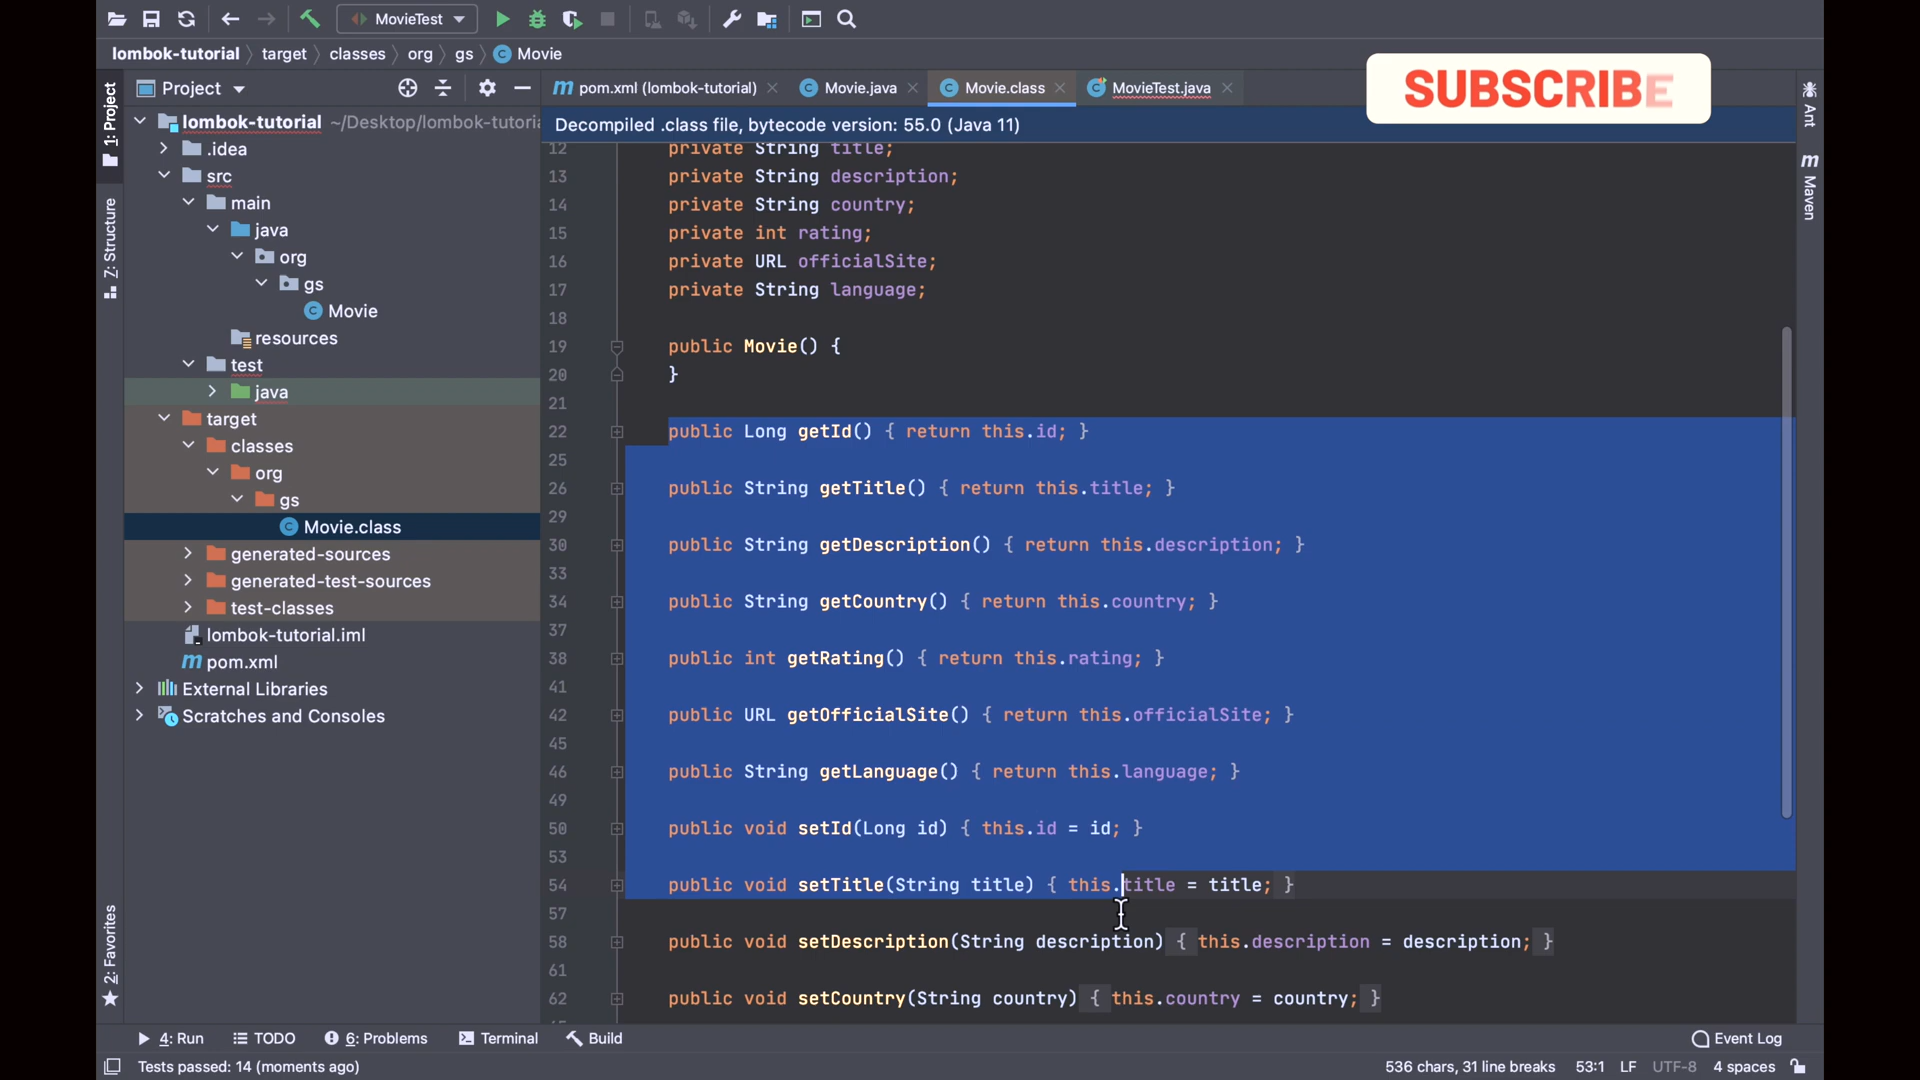 MovieTest
lombok-tutorial target classes org gs Movie
Project
pom.xml (lombok-tutorial) Movie.java Movie.class MovieTest.java
SUBSCRIBE
Decompiled .class file, bytecode version: 55.0 (Java 11)
1: Project
7: Structure
2: Favorites
Ant
Maven
lombok-tutorial ~/Desktop/lombok-tutoria
.idea
src
main
java
org
gs
Movie
resources
test
java
target
classes
org
gs
Movie.class
generated-sources
generated-test-sources
test-classes
lombok-tutorial.iml
pom.xml
External Libraries
Scratches and Consoles
12 private String title;
13 private String description;
14 private String country;
15 private int rating;
16 private URL officialSite;
17 private String language;
18
19 public Movie() {
20 }
21
22 public Long getId() { return this.id; }
25
26 public String getTitle() { return this.title; }
29
30 public String getDescription() { return this.description; }
33
34 public String getCountry() { return this.country; }
37
38 public int getRating() { return this.rating; }
41
42 public URL getOfficialSite() { return this.officialSite; }
45
46 public String getLanguage() { return this.language; }
49
50 public void setId(Long id) { this.id = id; }
53
54 public void setTitle(String title) { this.title = title; }
57
58 public void setDescription(String description) { this.description = description; }
61
62 public void setCountry(String country) { this.country = country; }
4: Run TODO 6: Problems Terminal Build Event Log
Tests passed: 14 (moments ago) 536 chars, 31 line breaks 53:1 LF UTF-8 4 spaces